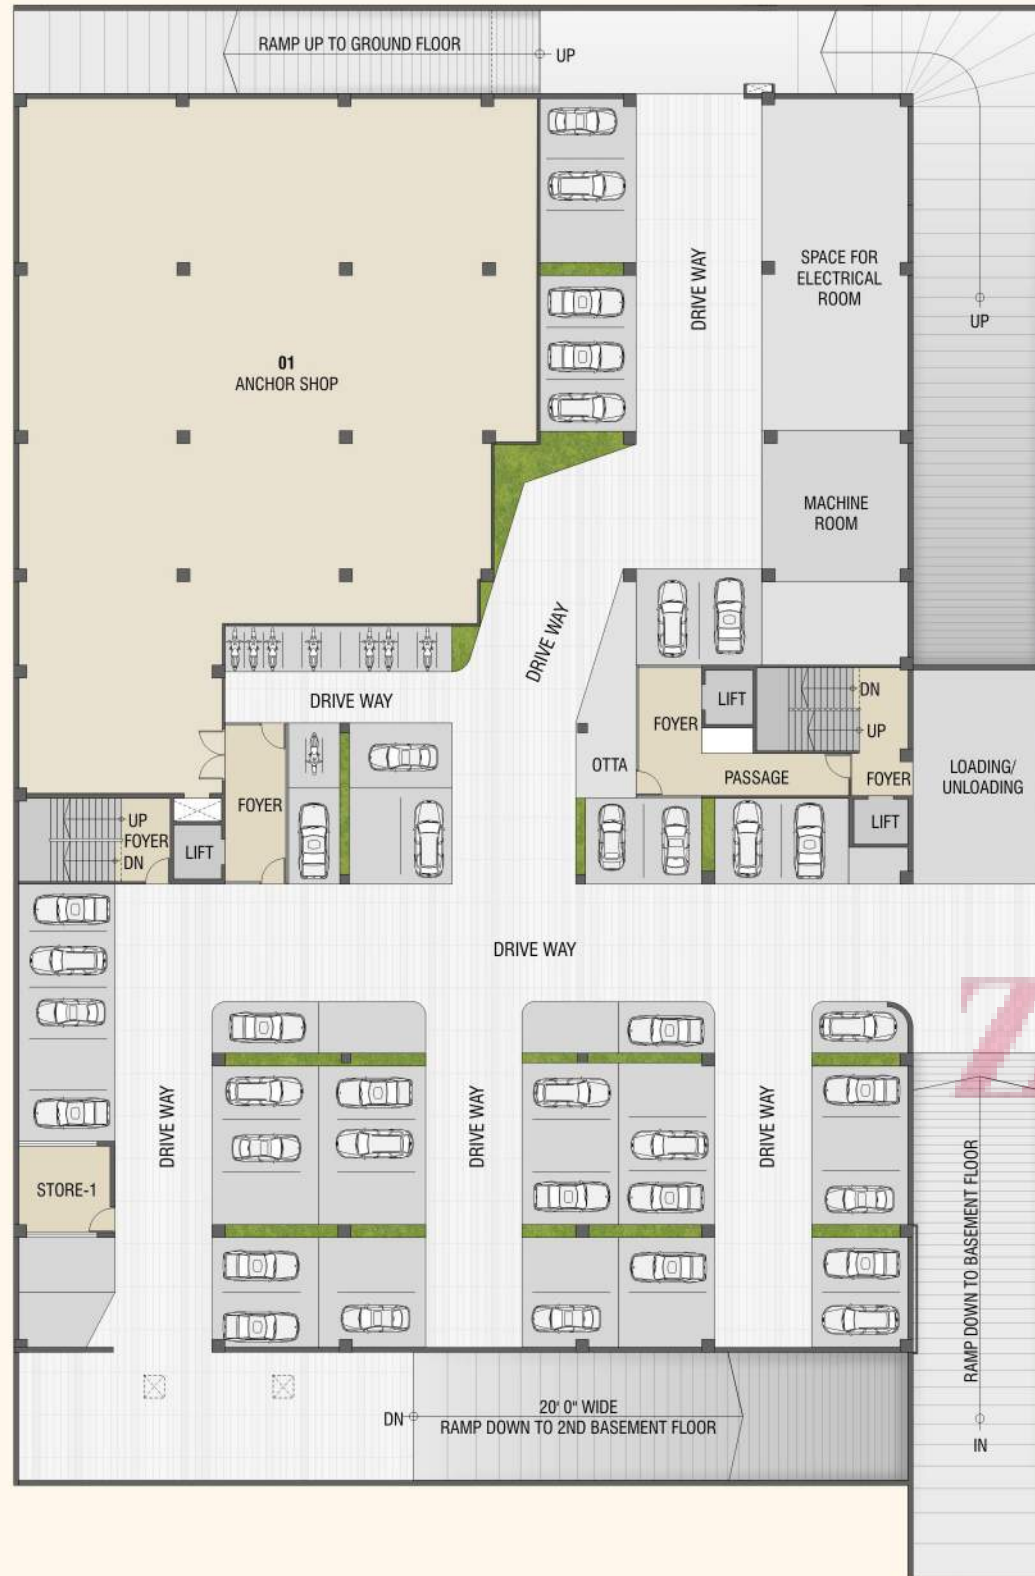 RAMP UP TO GROUND FLOOR
UP
SPACE FOR
ELECTRICAL
ROOM
DRIVE WAY
UP
01
ANCHOR SHOP
MACHINE
ROOM
DRIVE WAY
DRIVE WAY
LIFT
DN
FOYER
UP
OTTA
PASSAGE
FOYER
LOADING/
UNLOADING
FOYER
UP
FOYER
DN
LIFT
LIFT
DRIVE WAY
DRIVE WAY
DRIVE WAY
DRIVE WAY
STORE-1
RAMP DOWN TO BASEMENT FLOOR
20' 0" WIDE
DN
RAMP DOWN TO 2ND BASEMENT FLOOR
IN